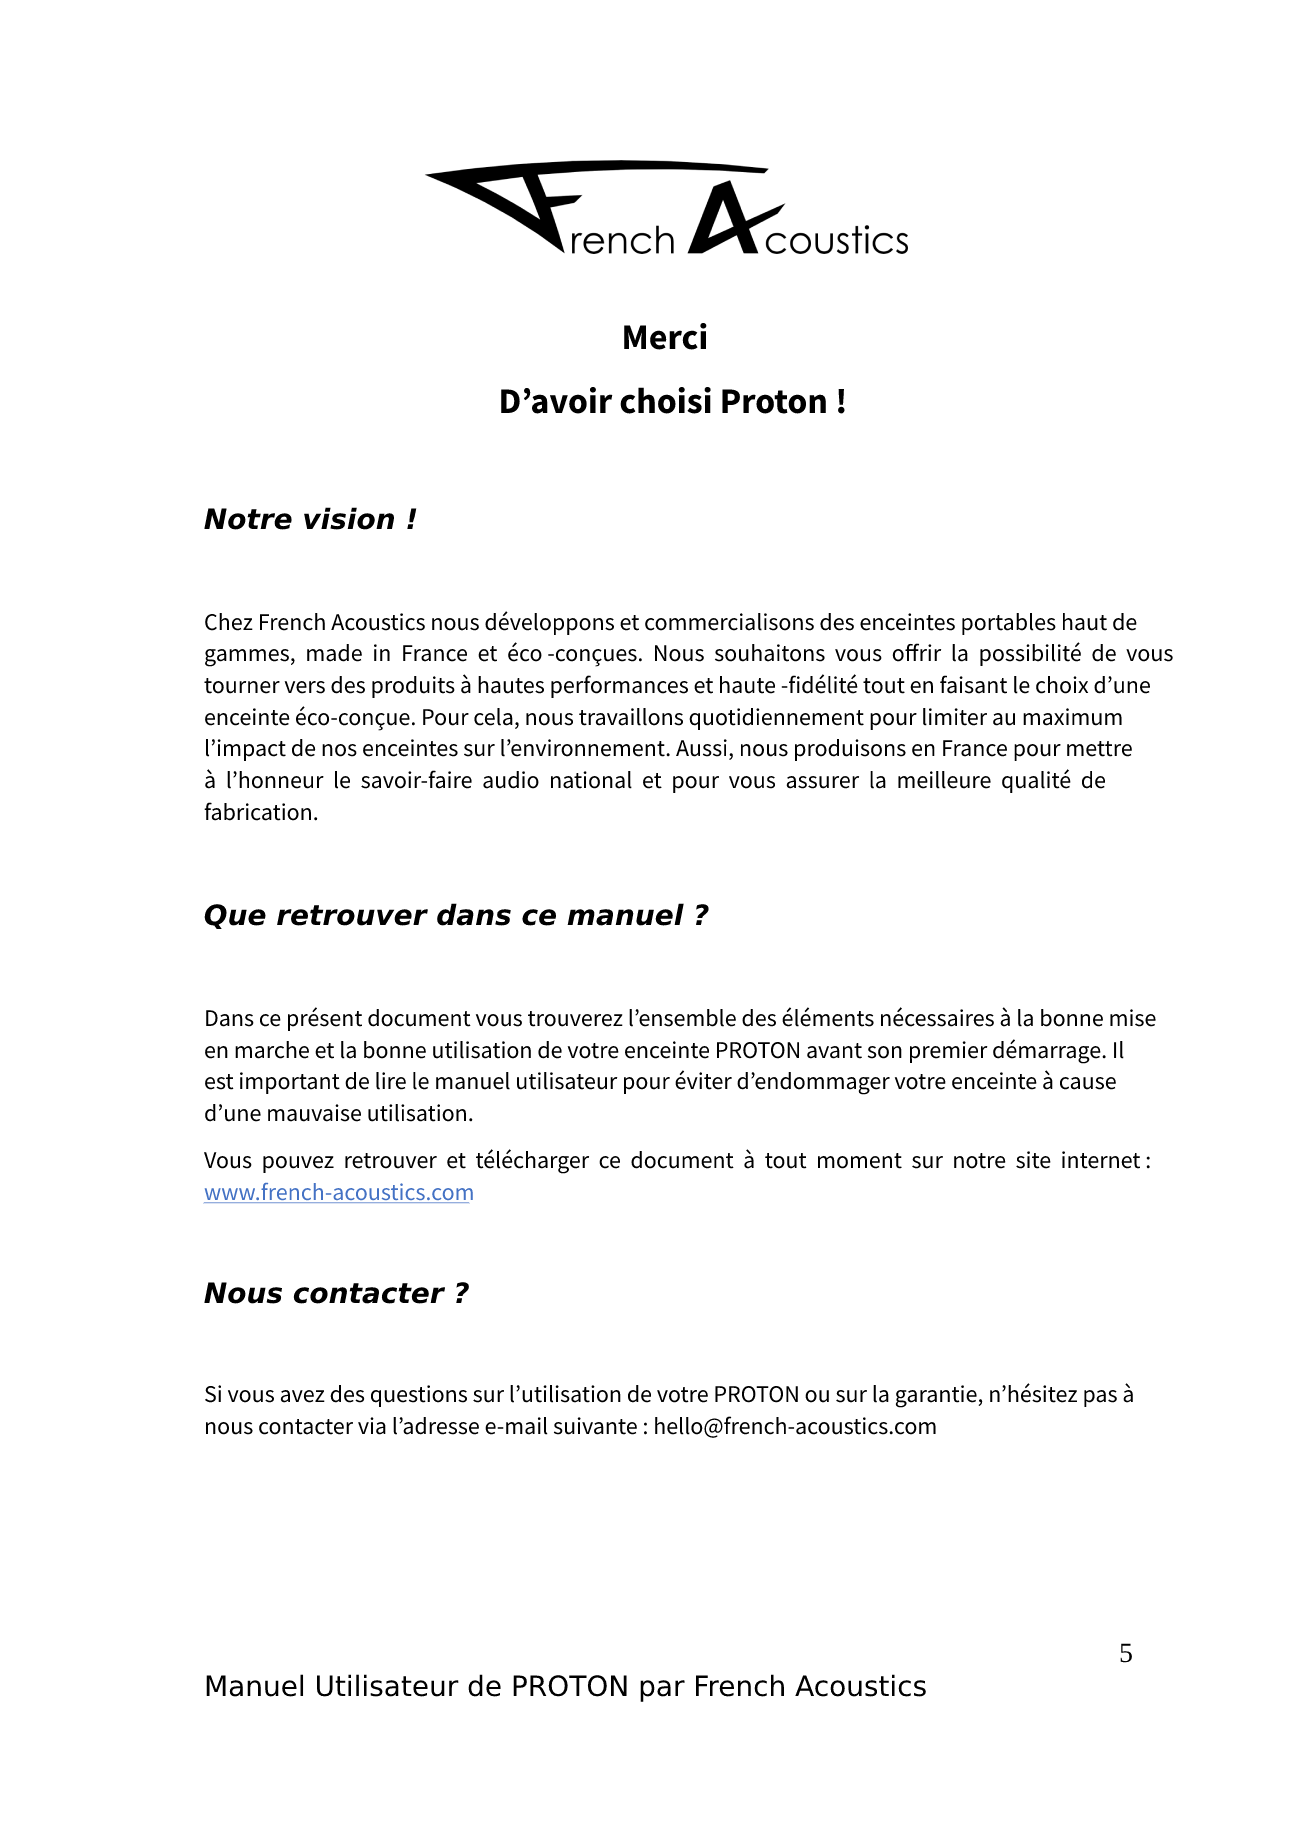 French Acoustics
Merci
D’avoir choisi Proton !
Notre vision !
Chez French Acoustics nous développons et commercialisons des enceintes portables haut de
gammes, made in France et éco -conçues. Nous souhaitons vous offrir la possibilité de vous
tourner vers des produits à hautes performances et haute -fidélité tout en faisant le choix d’une
enceinte éco-conçue. Pour cela, nous travaillons quotidiennement pour limiter au maximum
l’impact de nos enceintes sur l’environnement. Aussi, nous produisons en France pour mettre
à l’honneur le savoir-faire audio national et pour vous assurer la meilleure qualité de
fabrication.
Que retrouver dans ce manuel ?
Dans ce présent document vous trouverez l’ensemble des éléments nécessaires à la bonne mise
en marche et la bonne utilisation de votre enceinte PROTON avant son premier démarrage. Il
est important de lire le manuel utilisateur pour éviter d’endommager votre enceinte à cause
d’une mauvaise utilisation.
Vous pouvez retrouver et télécharger ce document à tout moment sur notre site internet :
www.french-acoustics.com
Nous contacter ?
Si vous avez des questions sur l’utilisation de votre PROTON ou sur la garantie, n’hésitez pas à
nous contacter via l’adresse e-mail suivante : hello@french-acoustics.com
5
Manuel Utilisateur de PROTON par French Acoustics